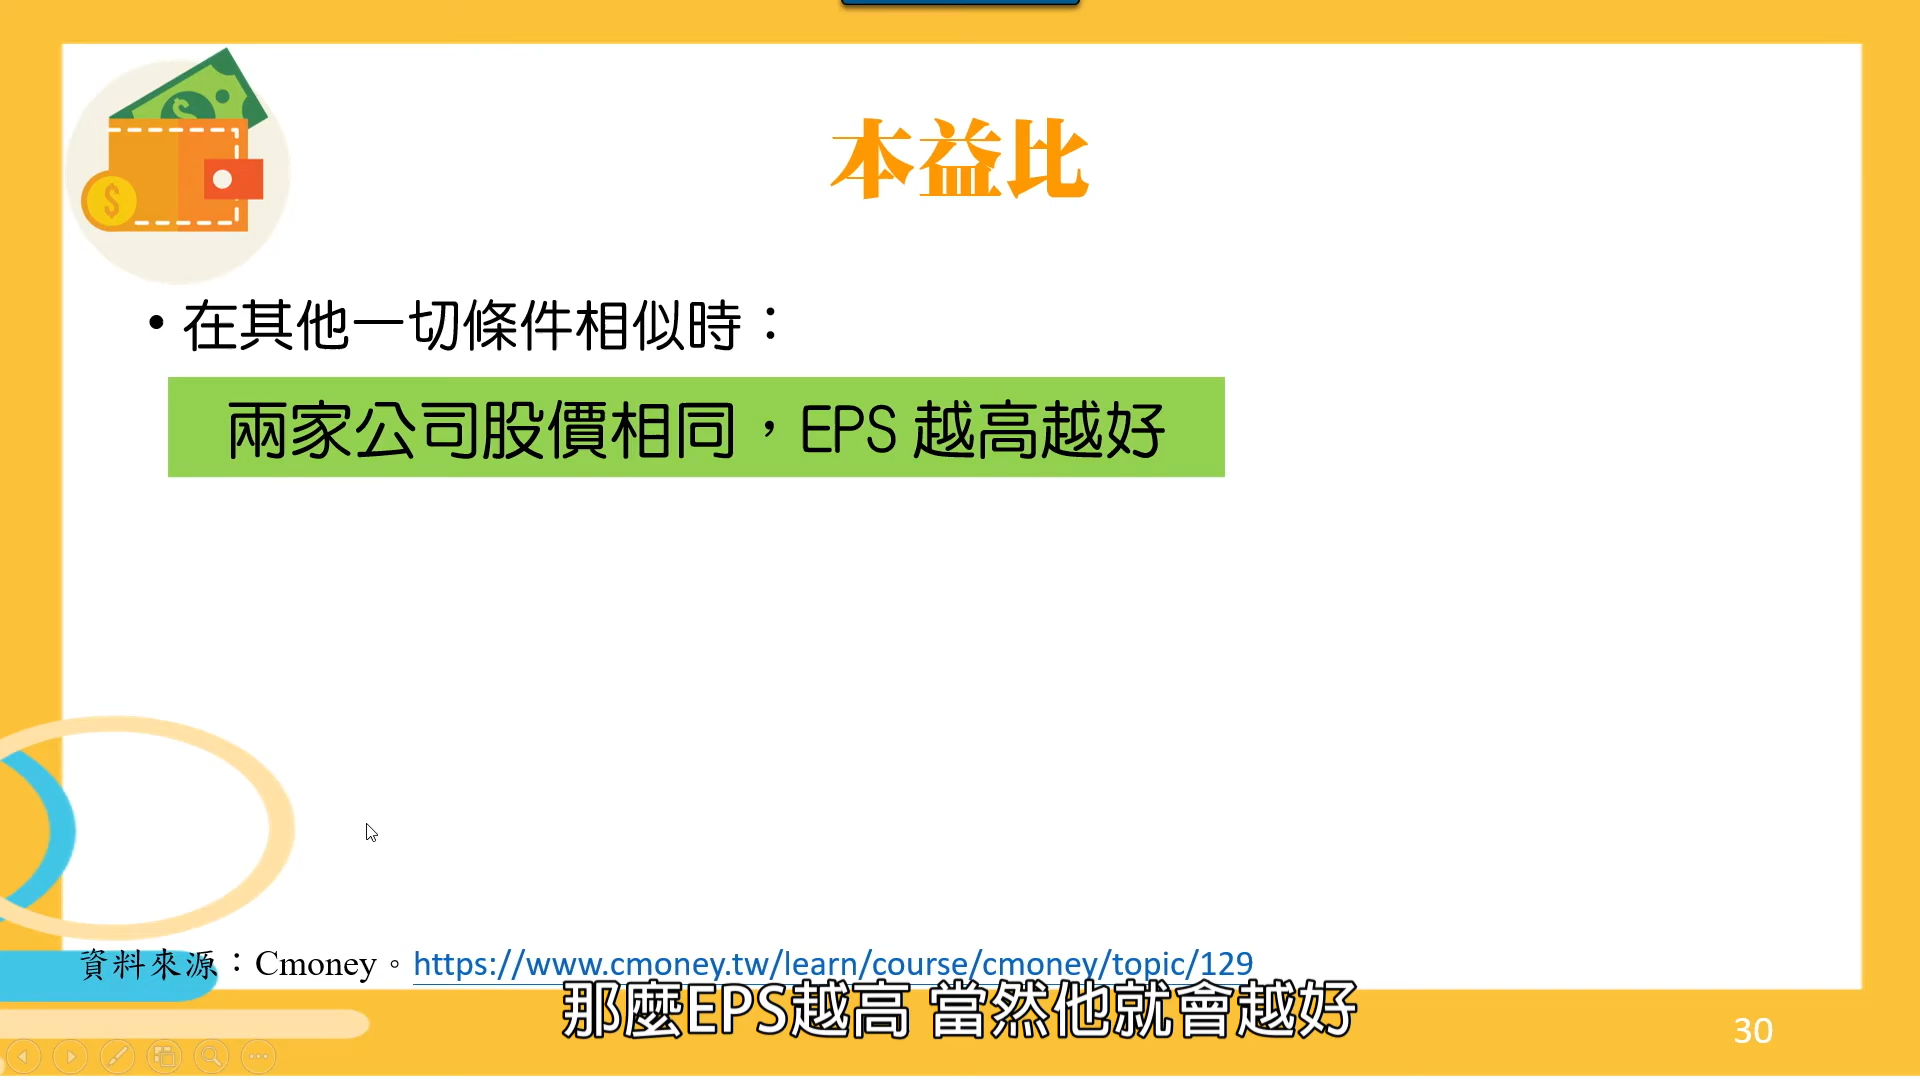 本益比
• 在其他一切條件相似時：
兩家公司股價相同，EPS 越高越好
資料來源：Cmoney。https://www.cmoney.tw/learn/course/cmoney/topic/129
那麼EPS越高 當然他就會越好
30